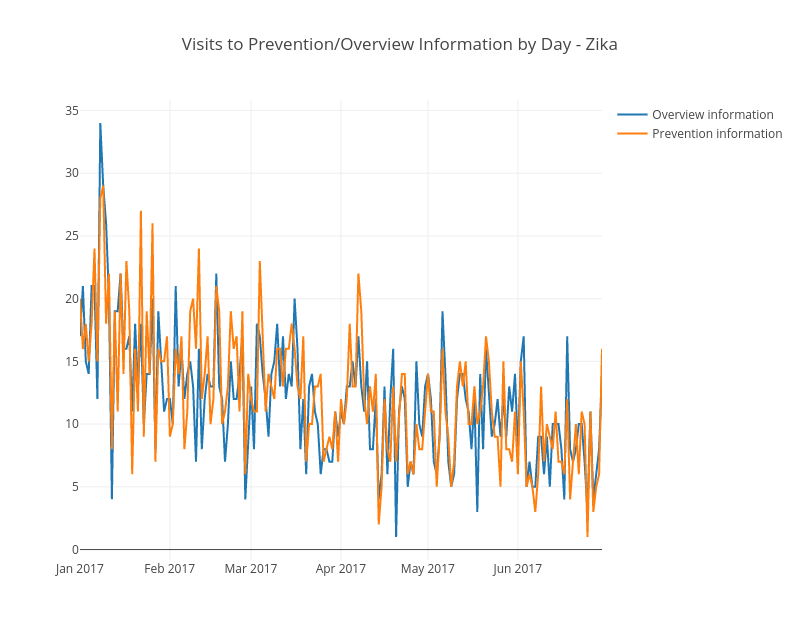 Visits to Prevention/Overview Information by Day - Zika
Overview information
Prevention information
35
30
25
20
15
10
5
0
Jan 2017
Feb 2017
Mar 2017
Apr 2017
May 2017
Jun 2017